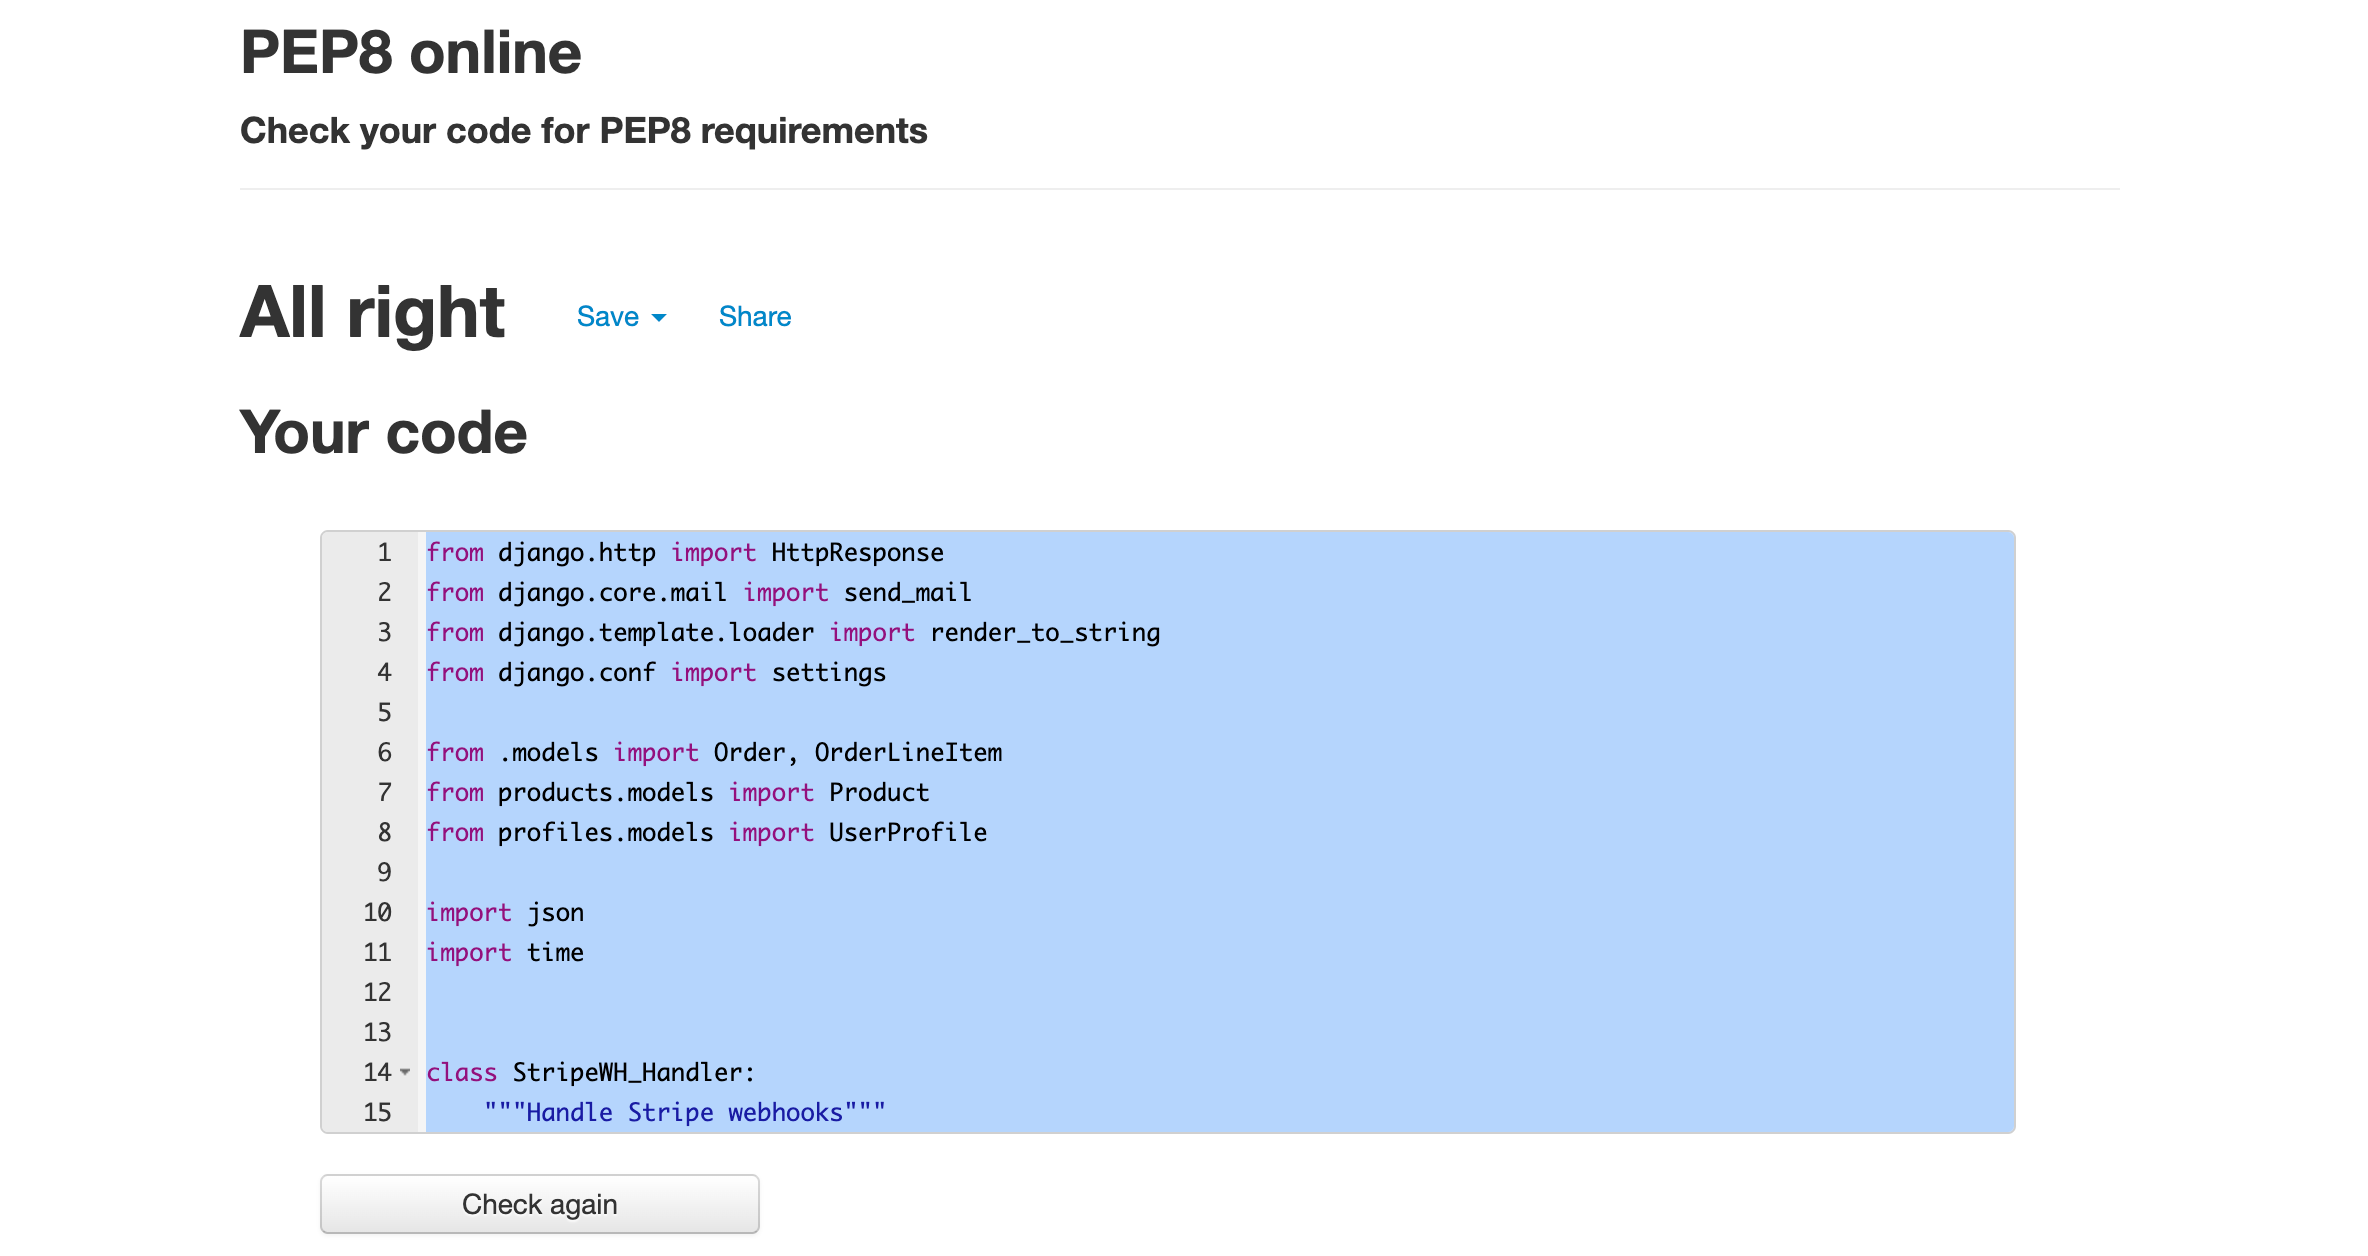 PEP8 online
Check your code for PEP8 requirements
All right Save Share
Your code
1 from django.http import HttpResponse
2 from django.core.mail import send_mail
3 from django.template.loader import render_to_string
4 from django.conf import settings
5
6 from .models import Order, OrderLineItem
7 from products.models import Product
8 from profiles.models import UserProfile
9
10 import json
11 import time
12
13
14 class StripeWH_Handler:
15     """Handle Stripe webhooks"""
Check again